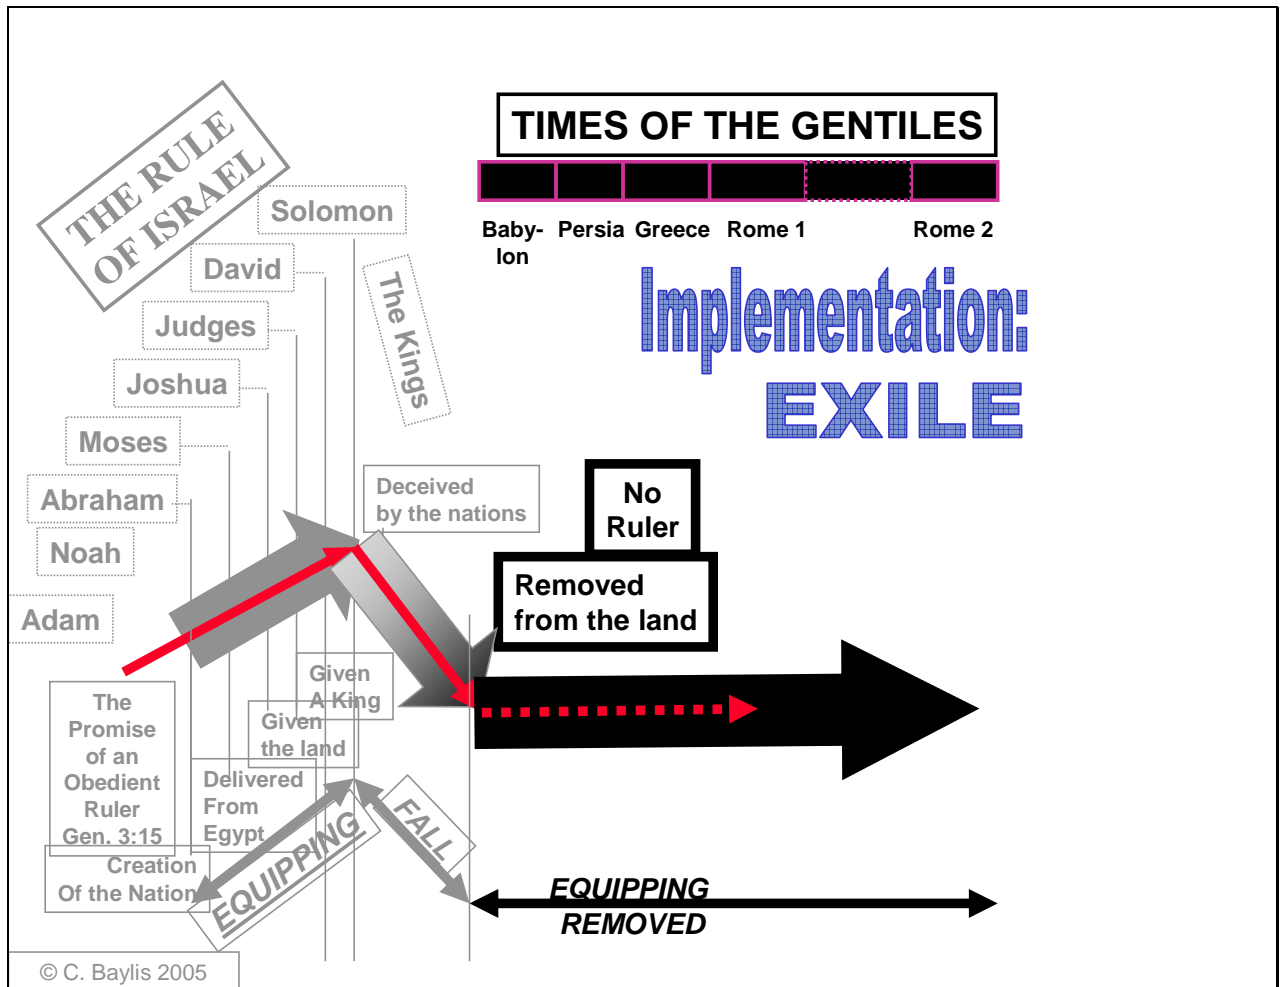 THE RULE
OF ISRAEL
TIMES OF THE GENTILES
Baby-
lon
Persia
Greece
Rome 1
Rome 2
Implementation:
EXILE
Solomon
David
Judges
Joshua
Moses
Abraham
Noah
Adam
The Kings
Deceived
by the nations
No
Ruler
Removed
from the land
Given
A King
Given
the land
Delivered
From
Egypt
The
Promise
of an
Obedient
Ruler
Gen. 3:15
Creation
Of the Nation
EQUIPPING
FALL
EQUIPPING
REMOVED
© C. Baylis 2005